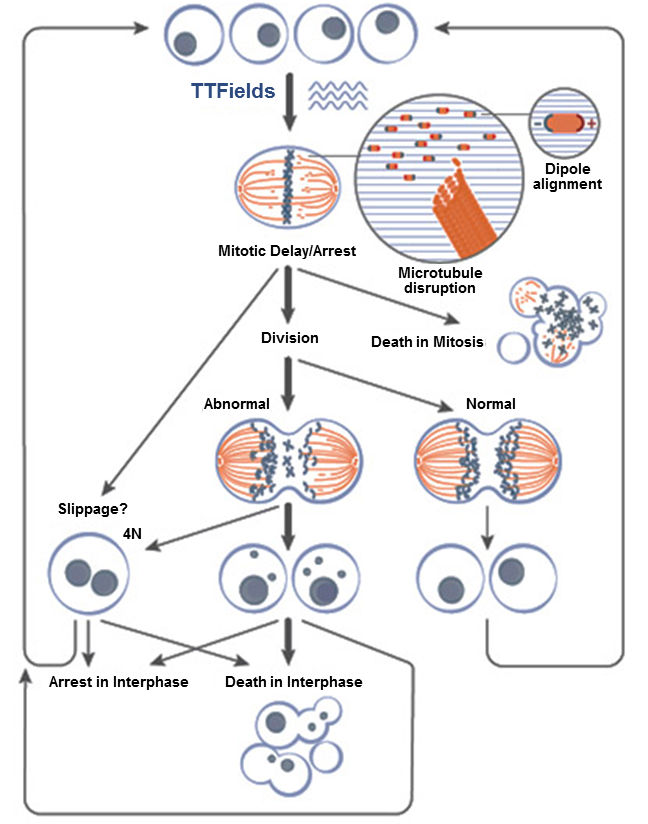 TTFields
- +
Dipole
alignment
Mitotic Delay/Arrest
Microtubule
disruption
Division
Death in Mitosis
Abnormal
Normal
Slippage?
4N
Arrest in Interphase
Death in Interphase